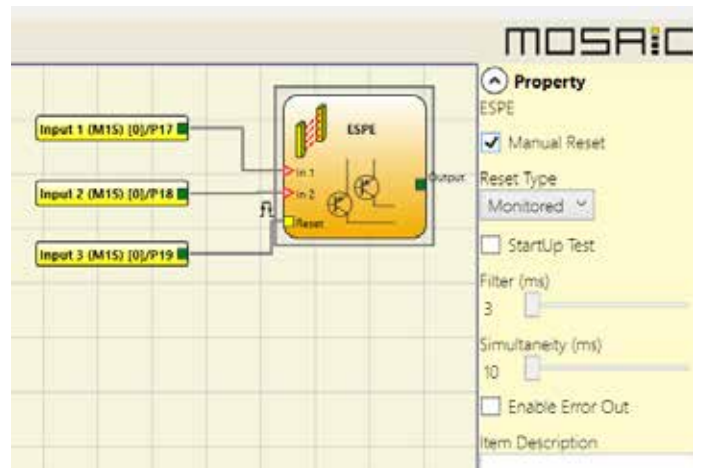 MOSAIC
Property
ESPE
Manual Reset
Reset Type
Monitored
StartUp Test
Filter (ms)
3
Simultaneity (ms)
10
Enable Error Out
Item Description
Input 1 (M1S) [0]/P17
Input 2 (M1S) [0]/P18
Input 3 (M1S) [0]/P19
ESPE
In 1
In 2
Reset
Output